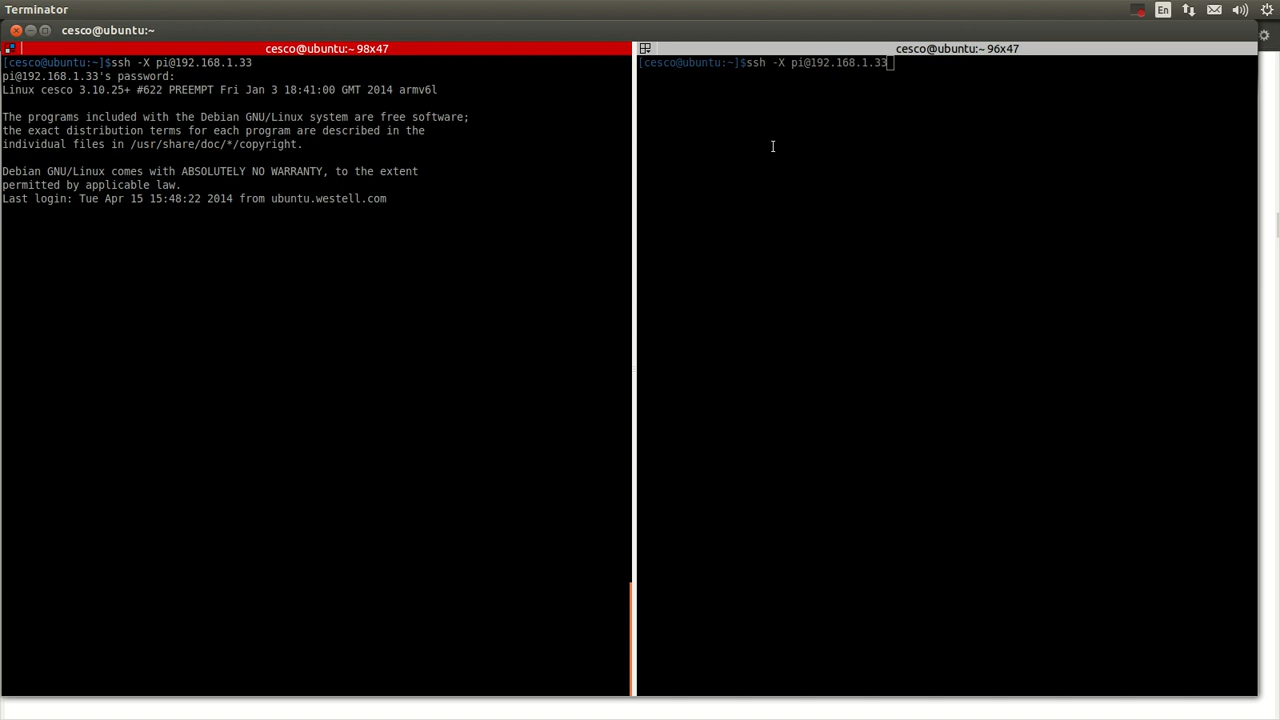 Terminator
En
cesco@ubuntu:~
cesco@ubuntu:~ 98x47
[cesco@ubuntu:~]$ssh -X pi@192.168.1.33
pi@192.168.1.33's password:
Linux cesco 3.10.25+ #622 PREEMPT Fri Jan 3 18:41:00 GMT 2014 armv6l

The programs included with the Debian GNU/Linux system are free software;
the exact distribution terms for each program are described in the
individual files in /usr/share/doc/*/copyright.

Debian GNU/Linux comes with ABSOLUTELY NO WARRANTY, to the extent
permitted by applicable law.
Last login: Tue Apr 15 15:48:22 2014 from ubuntu.westell.com
cesco@ubuntu:~ 96x47
[cesco@ubuntu:~]$ssh -X pi@192.168.1.33